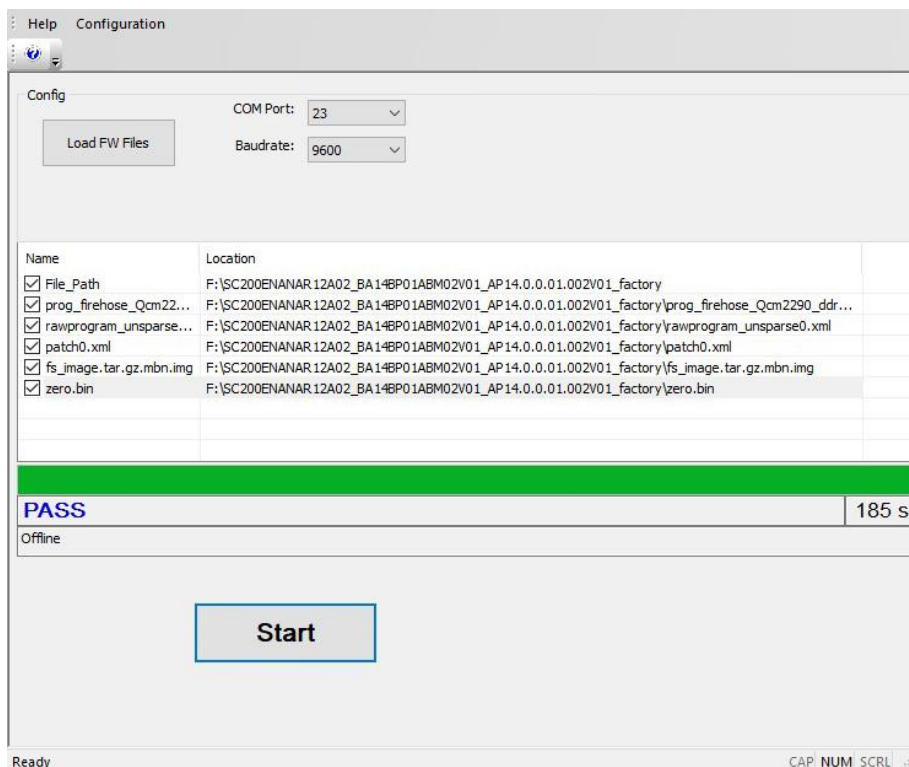 Help Configuration
Config
COM Port: 23
Load FW Files
Baudrate: 9600
Name Location
File_Path F:\SC200ENANAR12A02_BA14BP01ABM02V01_AP14.0.0.01.002V01_factory
prog_firehose_Qcm22... F:\SC200ENANAR12A02_BA14BP01ABM02V01_AP14.0.0.01.002V01_factory\prog_firehose_Qcm2290_ddr...
rawprogram_unsparse... F:\SC200ENANAR12A02_BA14BP01ABM02V01_AP14.0.0.01.002V01_factory\rawprogram_unsparse0.xml
patch0.xml F:\SC200ENANAR12A02_BA14BP01ABM02V01_AP14.0.0.01.002V01_factory\patch0.xml
fs_image.tar.gz.mbn.img F:\SC200ENANAR12A02_BA14BP01ABM02V01_AP14.0.0.01.002V01_factory\fs_image.tar.gz.mbn.img
zero.bin F:\SC200ENANAR12A02_BA14BP01ABM02V01_AP14.0.0.01.002V01_factory\zero.bin
PASS 185 s
Offline
Start
Ready CAP NUM SCRL